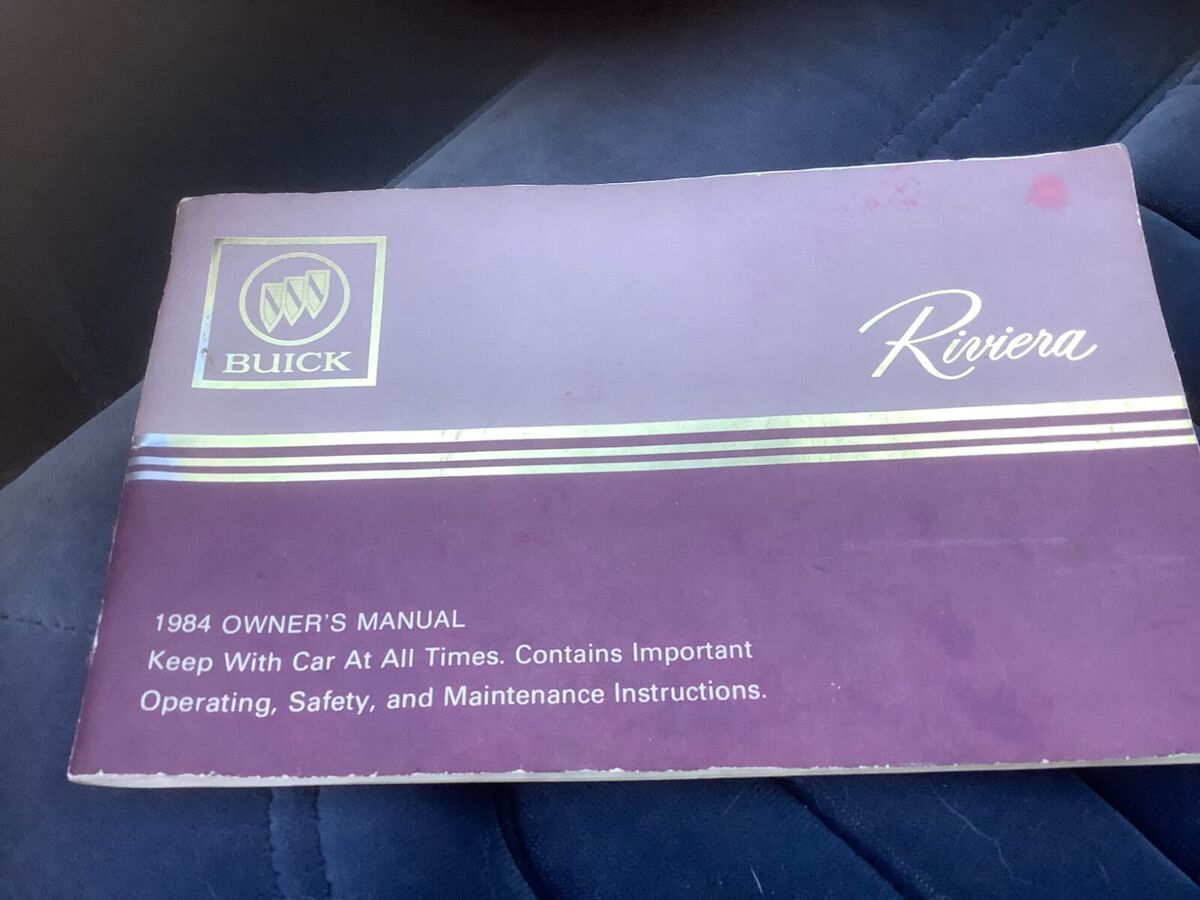 BUICK
Riviera
1984 OWNER'S MANUAL
Keep With Car At All Times. Contains Important
Operating, Safety, and Maintenance Instructions.